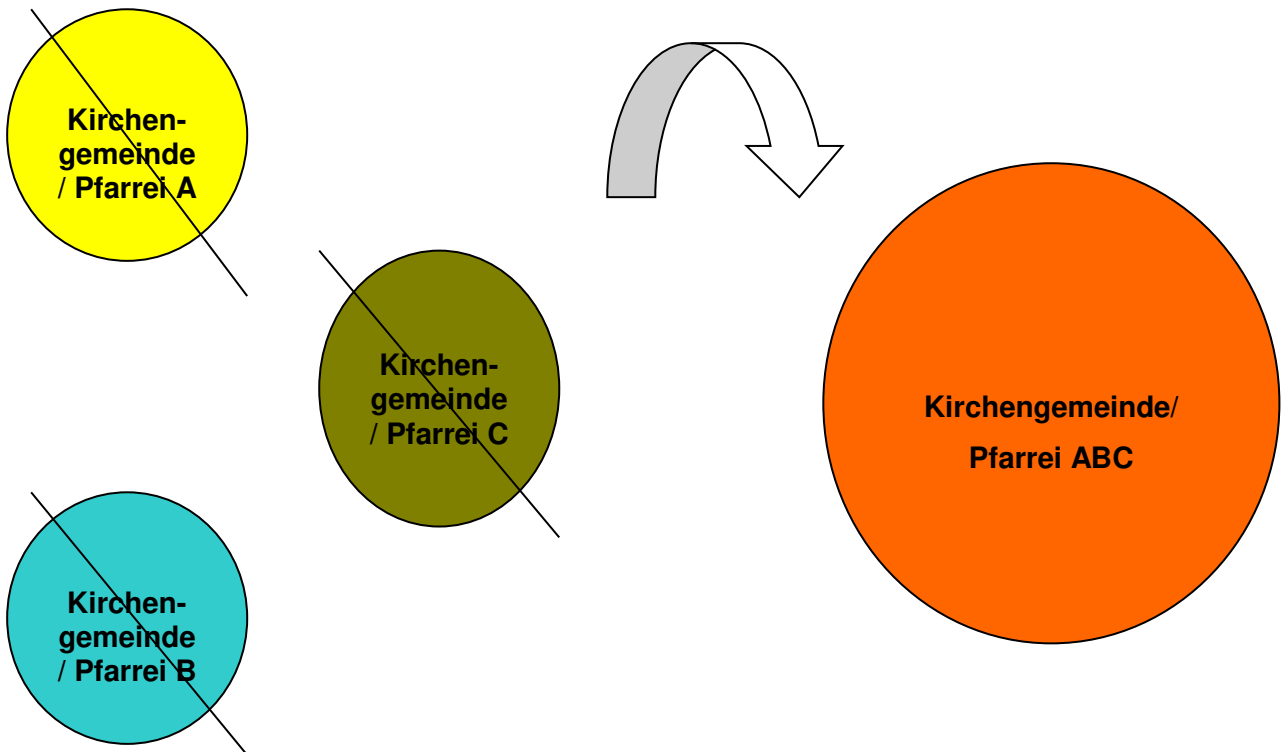 Kirchen-
gemeinde
/ Pfarrei A
Kirchen-
gemeinde
/ Pfarrei C
Kirchengemeinde/
Pfarrei ABC
Kirchen-
gemeinde
/ Pfarrei B